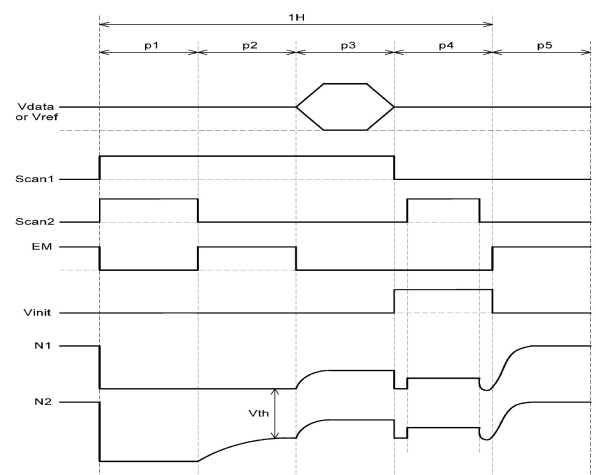 1H
p1 p2 p3 p4 p5
Vdata
or Vref
Scan1
Scan2
EM
Vinit
N1
N2
Vth